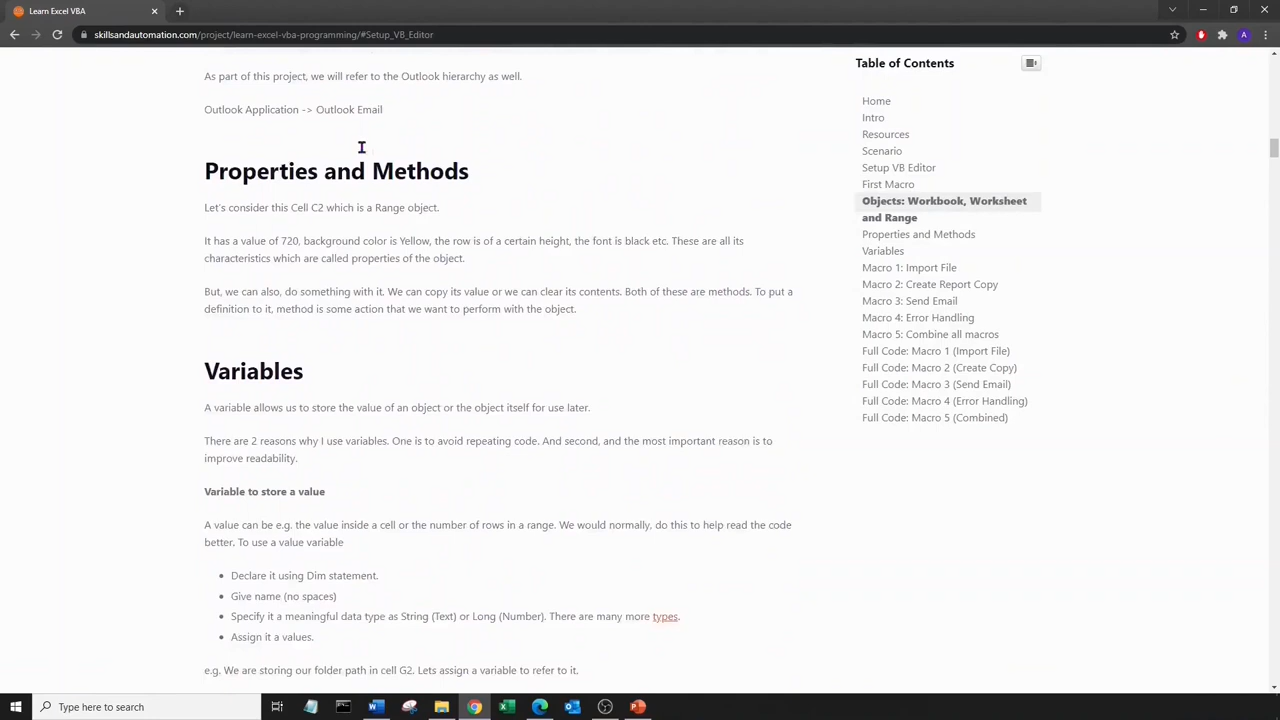 Learn Excel VBA
skillsandautomation.com/project/learn-excel-vba-programming/#Setup_VB_Editor
A
As part of this project, we will refer to the Outlook hierarchy as well.
Outlook Application -> Outlook Email
Properties and Methods
Let's consider this Cell C2 which is a Range object.
It has a value of 720, background color is Yellow, the row is of a certain height, the font is black etc. These are all its
characteristics which are called properties of the object.
But, we can also, do something with it. We can copy its value or we can clear its contents. Both of these are methods. To put a
definition to it, method is some action that we want to perform with the object.
Variables
A variable allows us to store the value of an object or the object itself for use later.
There are 2 reasons why I use variables. One is to avoid repeating code. And second, and the most important reason is to
improve readability.
Variable to store a value
A value can be e.g. the value inside a cell or the number of rows in a range. We would normally, do this to help read the code
better. To use a value variable
Declare it using Dim statement.
Give name (no spaces)
Specify it a meaningful data type as String (Text) or Long (Number). There are many more types.
Assign it a values.
e.g. We are storing our folder path in cell G2. Lets assign a variable to refer to it.
Table of Contents
Home
Intro
Resources
Scenario
Setup VB Editor
First Macro
Objects: Workbook, Worksheet
and Range
Properties and Methods
Variables
Macro 1: Import File
Macro 2: Create Report Copy
Macro 3: Send Email
Macro 4: Error Handling
Macro 5: Combine all macros
Full Code: Macro 1 (Import File)
Full Code: Macro 2 (Create Copy)
Full Code: Macro 3 (Send Email)
Full Code: Macro 4 (Error Handling)
Full Code: Macro 5 (Combined)
Type here to search